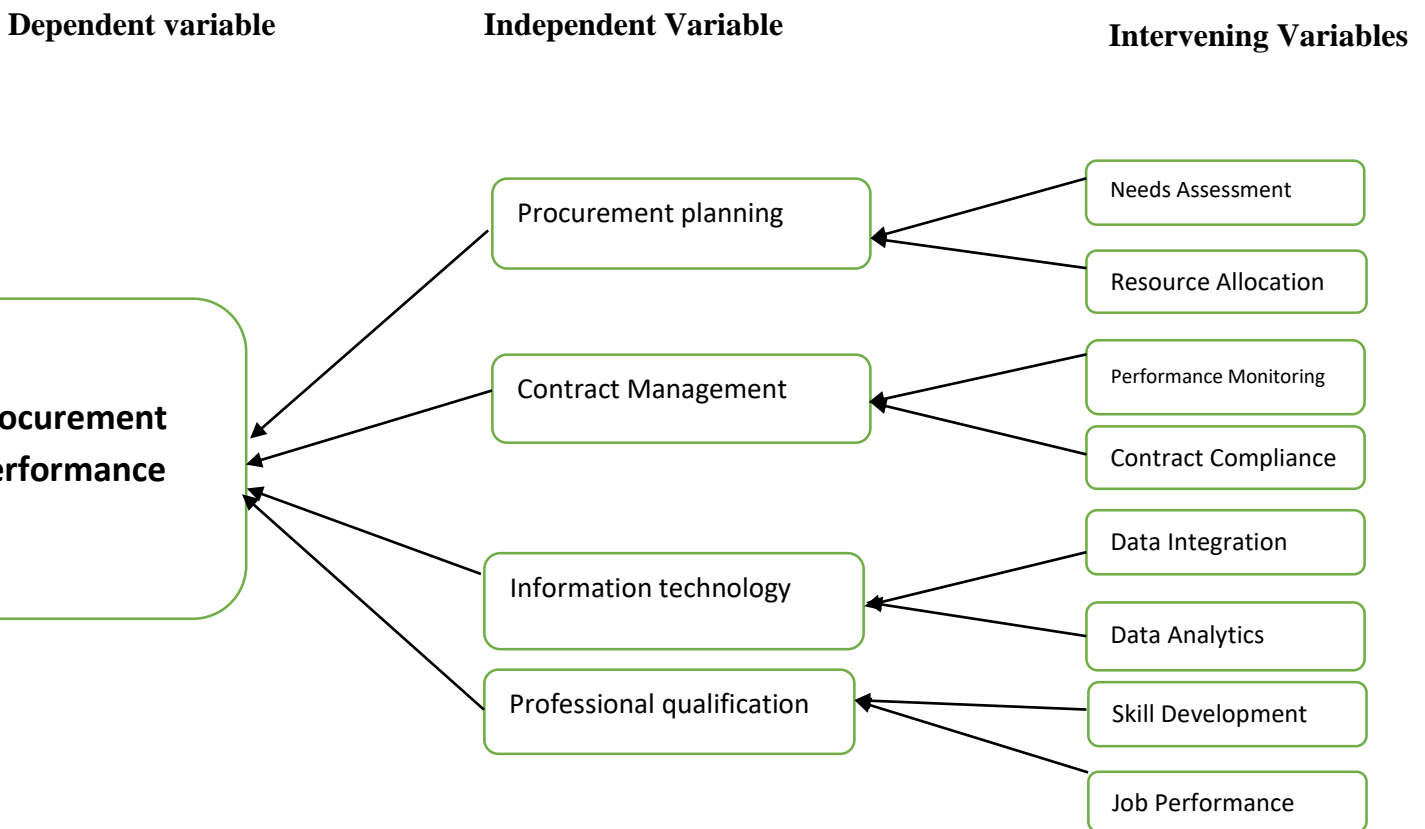 Dependent variable
Independent Variable
Intervening Variables
Procurement planning
Needs Assessment
Resource Allocation
Contract Management
Performance Monitoring
Contract Compliance
ocurement
erformance
Information technology
Data Integration
Data Analytics
Professional qualification
Skill Development
Job Performance